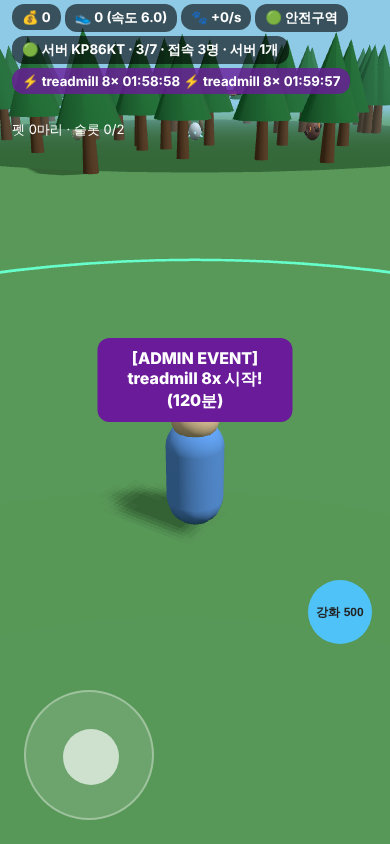 💰 0 👟 0 (속도 6.0) 🐾 +0/s 🟢 안전구역
🟢 서버 KP86KT · 3/7 · 접속 3명 · 서버 1개
⚡ treadmill 8× 01:58:58 ⚡ treadmill 8× 01:59:57
펫 0마리 · 슬롯 0/2
[ADMIN EVENT]
treadmill 8x 시작!
(120분)
강화 500